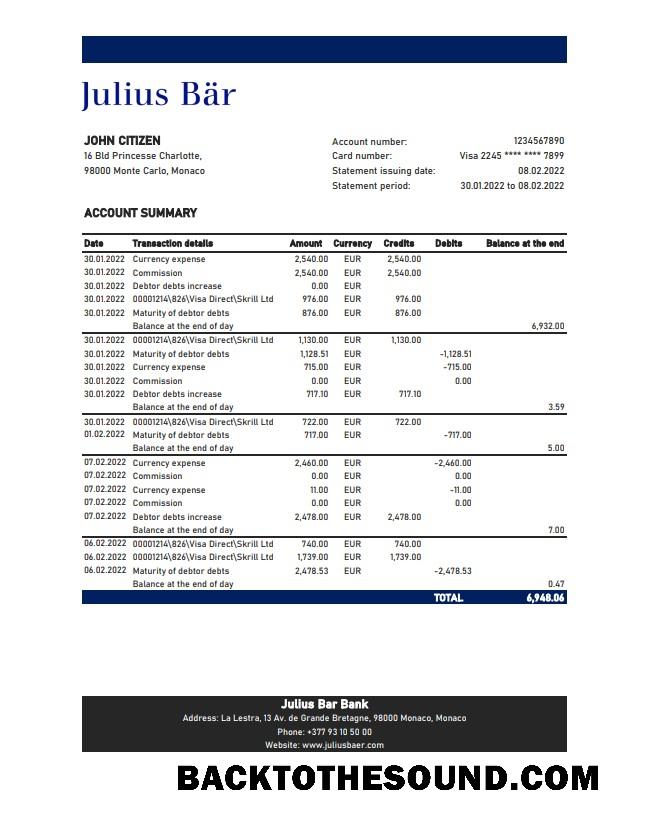 Julius Bär
JOHN CITIZEN
16 Bld Princesse Charlotte,
98000 Monte Carlo, Monaco
Account number: 1234567890
Card number: Visa 2245 **** **** 7899
Statement issuing date: 08.02.2022
Statement period: 30.01.2022 to 08.02.2022
ACCOUNT SUMMARY
Date Transaction details Amount Currency Credits Debits Balance at the end
30.01.2022 Currency expense 2,540.00 EUR 2,540.00
30.01.2022 Commission 2,540.00 EUR 2,540.00
30.01.2022 Debtor debts increase 0.00 EUR
30.01.2022 00001214\826\Visa Direct\Skrill Ltd 976.00 EUR 976.00
30.01.2022 Maturity of debtor debts 876.00 EUR 876.00
Balance at the end of day 6,932.00
30.01.2022 00001214\826\Visa Direct\Skrill Ltd 1,130.00 EUR 1,130.00
30.01.2022 Maturity of debtor debts 1,128.51 EUR -1,128.51
30.01.2022 Currency expense 715.00 EUR -715.00
30.01.2022 Commission 0.00 EUR 0.00
30.01.2022 Debtor debts increase 717.10 EUR 717.10
Balance at the end of day 3.59
30.01.2022 00001214\826\Visa Direct\Skrill Ltd 722.00 EUR 722.00
01.02.2022 Maturity of debtor debts 717.00 EUR -717.00
Balance at the end of day 5.00
07.02.2022 Currency expense 2,460.00 EUR -2,460.00
07.02.2022 Commission 0.00 EUR 0.00
07.02.2022 Currency expense 11.00 EUR -11.00
07.02.2022 Commission 0.00 EUR 0.00
07.02.2022 Debtor debts increase 2,478.00 EUR 2,478.00
Balance at the end of day 7.00
06.02.2022 00001214\826\Visa Direct\Skrill Ltd 740.00 EUR 740.00
06.02.2022 00001214\826\Visa Direct\Skrill Ltd 1,739.00 EUR 1,739.00
06.02.2022 Maturity of debtor debts 2,478.53 EUR -2,478.53
Balance at the end of day 0.47
TOTAL 6,948.06
Julius Bar Bank
Address: La Lestra, 13 Av. de Grande Bretagne, 98000 Monaco, Monaco
Phone: +377 93 10 50 00
Website: www.juliusbaer.com
BACKTOTHESOUND.COM